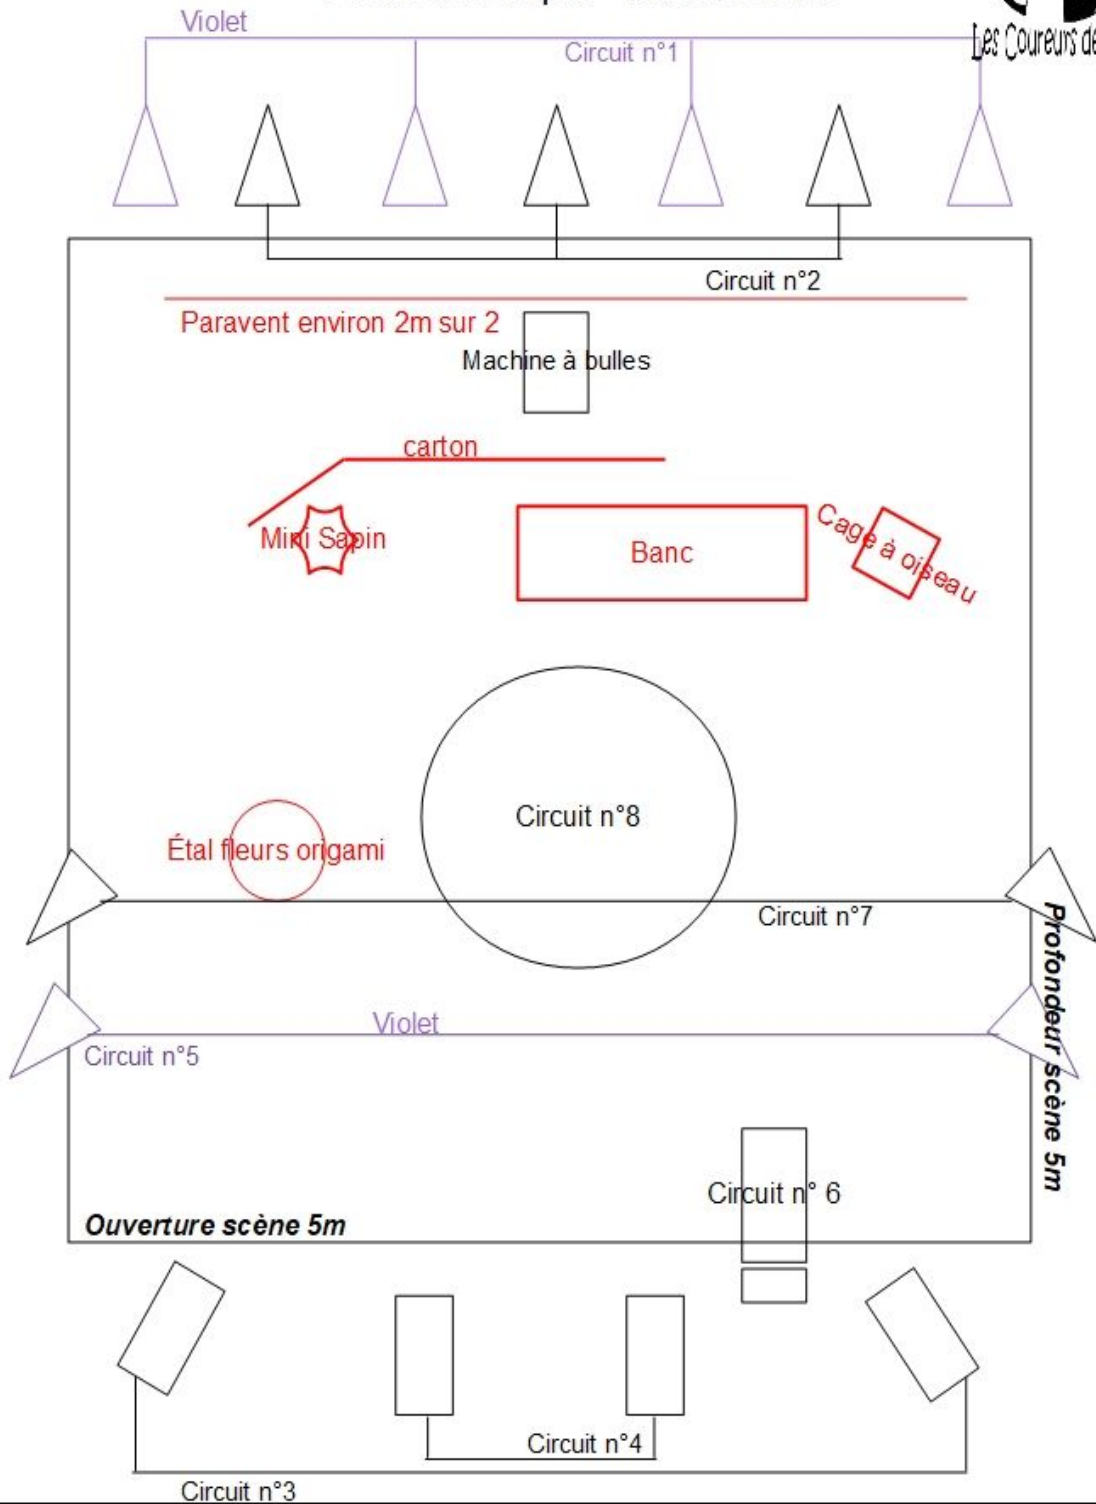 Violet
Circuit n°1
Les Coureurs de
Circuit n°2
Paravent environ 2m sur 2
Machine à bulles
carton
Mini Sapin
Banc
Cage à oiseau
Circuit n°8
Étal fleurs origami
Circuit n°7
Profondeur scène 5m
Violet
Circuit n°5
Circuit n° 6
Ouverture scène 5m
Circuit n°4
Circuit n°3